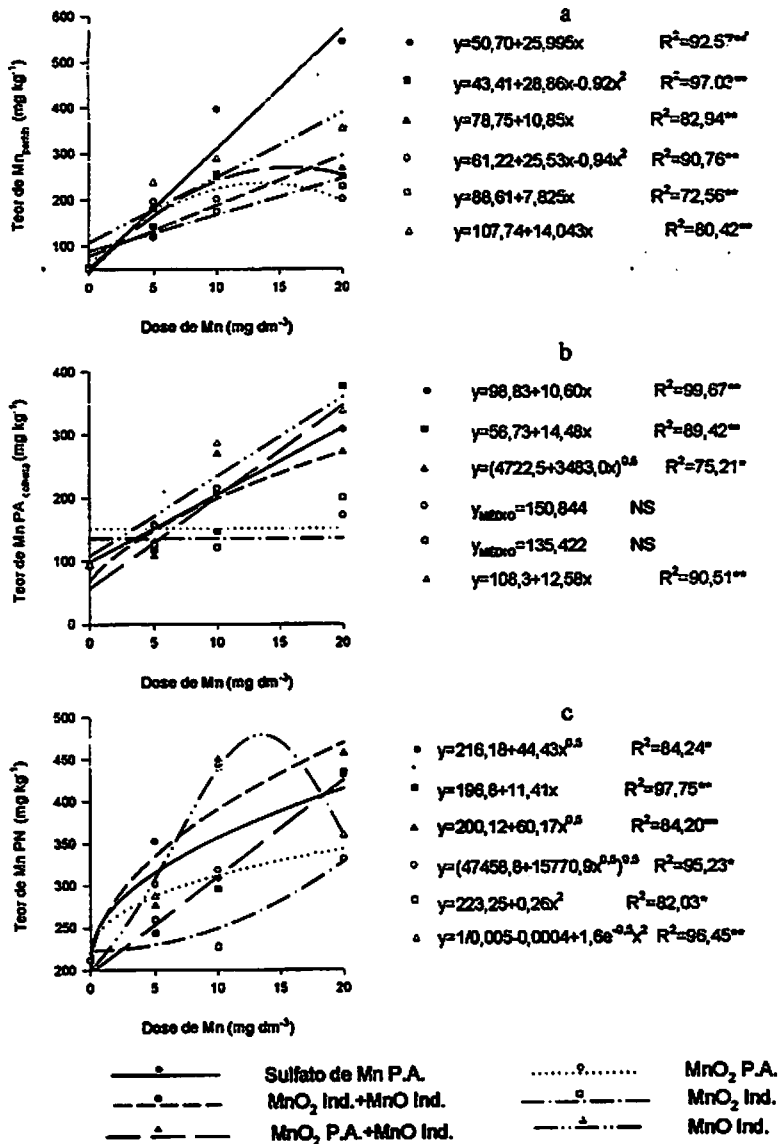 a
600
500
400
300
200
100
0 5 10 15 20
Teor de Mn (mg kg-1)
Dose de Mn (mg dm-3)
y=50,70+25,995x R2=92.57**
y=43,41+28,86x-0.92x2 R2=97.03**
y=78,75+10,85x R2=82,94**
y=61,22+25,53x-0,94x2 R2=90,76**
y=88,61+7,825x R2=72,56**
y=107,74+14,043x R2=80,42**
b
400
300
200
100
0
0 5 10 15 20
Teor de Mn PA (mg kg-1)
Dose de Mn (mg dm-3)
y=98,83+10,60x R2=99,67**
y=56,73+14,48x R2=89,42**
y=(4722,5+3483,0x)0,5 R2=75,21*
yMÉDIO=150,844 NS
yMÉDIO=135,422 NS
y=108,3+12,58x R2=90,51**
c
500
450
400
350
300
250
200
0 5 10 15 20
Teor de Mn PN (mg kg-1)
Dose de Mn (mg dm-3)
y=216,18+44,43x0,5 R2=84,24*
y=196,8+11,41x R2=97,75**
y=200,12+60,17x0,5 R2=84,20**
y=(47458,8+15770,9x0,5)0,5 R2=95,23*
y=223,25+0,26x2 R2=82,03*
y=1/0,005-0,0004+1,6e-0,5x2 R2=96,45**
Sulfato de Mn P.A.
MnO2 Ind.+MnO Ind.
MnO2 P.A.+MnO Ind.
MnO2 P.A.
MnO2 Ind.
MnO Ind.